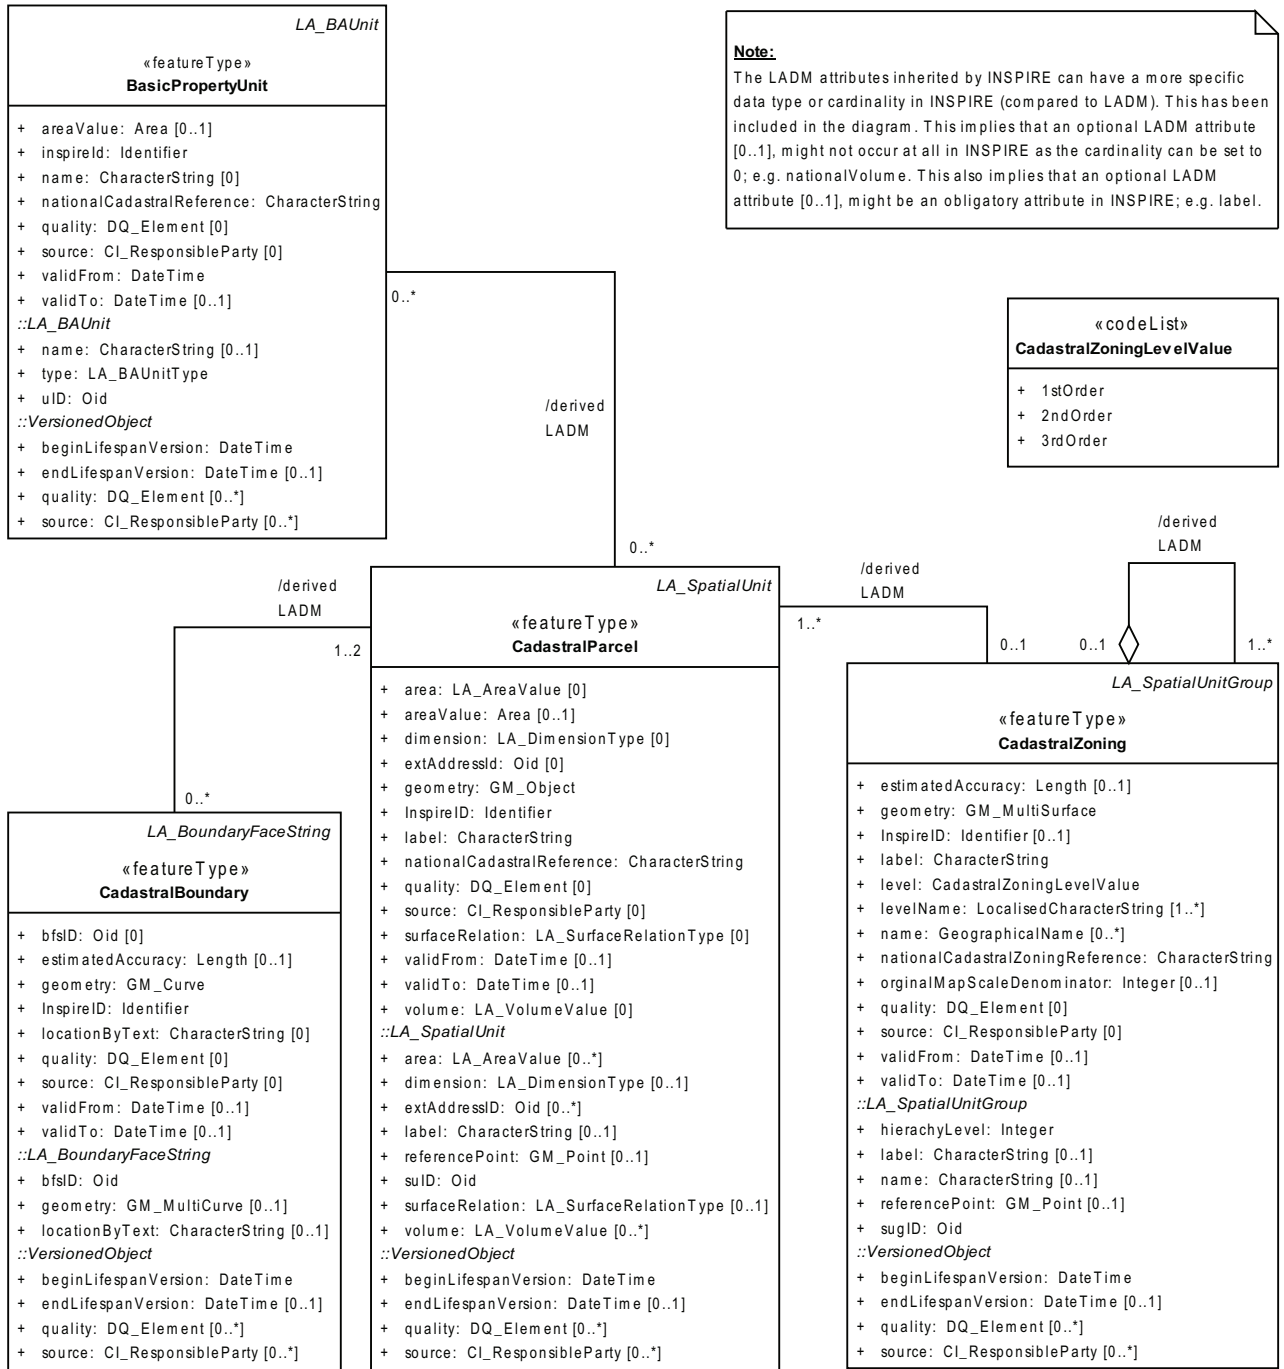 LA_BAUnit
«featureType»
BasicPropertyUnit
+ areaValue: Area [0..1]
+ inspireId: Identifier
+ name: CharacterString [0]
+ nationalCadastralReference: CharacterString
+ quality: DQ_Element [0]
+ source: CI_ResponsibleParty [0]
+ validFrom: DateTime
+ validTo: DateTime [0..1]
::LA_BAUnit
+ name: CharacterString [0..1]
+ type: LA_BAUnitType
+ uID: Oid
::VersionedObject
+ beginLifespanVersion: DateTime
+ endLifespanVersion: DateTime [0..1]
+ quality: DQ_Element [0..*]
+ source: CI_ResponsibleParty [0..*]
Note:
The LADM attributes inherited by INSPIRE can have a more specific
data type or cardinality in INSPIRE (compared to LADM). This has been
included in the diagram. This implies that an optional LADM attribute
[0..1], might not occur at all in INSPIRE as the cardinality can be set to
0; e.g. nationalVolume. This also implies that an optional LADM
attribute [0..1], might be an obligatory attribute in INSPIRE; e.g. label.
«codeList»
CadastralZoningLevelValue
+ 1stOrder
+ 2ndOrder
+ 3rdOrder
0..*
/derived
LADM
0..*
/derived
LADM
1..2
0..*
/derived
LADM
1..*
0..1
/derived
LADM
0..1
1..*
LA_BoundaryFaceString
«featureType»
CadastralBoundary
+ bfsID: Oid [0]
+ estimatedAccuracy: Length [0..1]
+ geometry: GM_Curve
+ InspireID: Identifier
+ locationByText: CharacterString [0]
+ quality: DQ_Element [0]
+ source: CI_ResponsibleParty [0]
+ validFrom: DateTime [0..1]
+ validTo: DateTime [0..1]
::LA_BoundaryFaceString
+ bfsID: Oid
+ geometry: GM_MultiCurve [0..1]
+ locationByText: CharacterString [0..1]
::VersionedObject
+ beginLifespanVersion: DateTime
+ endLifespanVersion: DateTime [0..1]
+ quality: DQ_Element [0..*]
+ source: CI_ResponsibleParty [0..*]
LA_SpatialUnit
«featureType»
CadastralParcel
+ area: LA_AreaValue [0]
+ areaValue: Area [0..1]
+ dimension: LA_DimensionType [0]
+ extAddressId: Oid [0]
+ geometry: GM_Object
+ InspireID: Identifier
+ label: CharacterString
+ nationalCadastralReference: CharacterString
+ quality: DQ_Element [0]
+ source: CI_ResponsibleParty [0]
+ surfaceRelation: LA_SurfaceRelationType [0]
+ validFrom: DateTime [0..1]
+ validTo: DateTime [0..1]
+ volume: LA_VolumeValue [0]
::LA_SpatialUnit
+ area: LA_AreaValue [0..*]
+ dimension: LA_DimensionType [0..1]
+ extAddressID: Oid [0..*]
+ label: CharacterString [0..1]
+ referencePoint: GM_Point [0..1]
+ suID: Oid
+ surfaceRelation: LA_SurfaceRelationType [0..1]
+ volume: LA_VolumeValue [0..*]
::VersionedObject
+ beginLifespanVersion: DateTime
+ endLifespanVersion: DateTime [0..1]
+ quality: DQ_Element [0..*]
+ source: CI_ResponsibleParty [0..*]
LA_SpatialUnitGroup
«featureType»
CadastralZoning
+ estimatedAccuracy: Length [0..1]
+ geometry: GM_MultiSurface
+ InspireID: Identifier [0..1]
+ label: CharacterString
+ level: CadastralZoningLevelValue
+ levelName: LocalisedCharacterString [1..*]
+ name: GeographicalName [0..*]
+ nationalCadastralZoningReference: CharacterString
+ orginalMapScaleDenominator: Integer [0..1]
+ quality: DQ_Element [0]
+ source: CI_ResponsibleParty [0]
+ validFrom: DateTime [0..1]
+ validTo: DateTime [0..1]
::LA_SpatialUnitGroup
+ hierachyLevel: Integer
+ label: CharacterString [0..1]
+ name: CharacterString [0..1]
+ referencePoint: GM_Point [0..1]
+ sugID: Oid
::VersionedObject
+ beginLifespanVersion: DateTime
+ endLifespanVersion: DateTime [0..1]
+ quality: DQ_Element [0..*]
+ source: CI_ResponsibleParty [0..*]